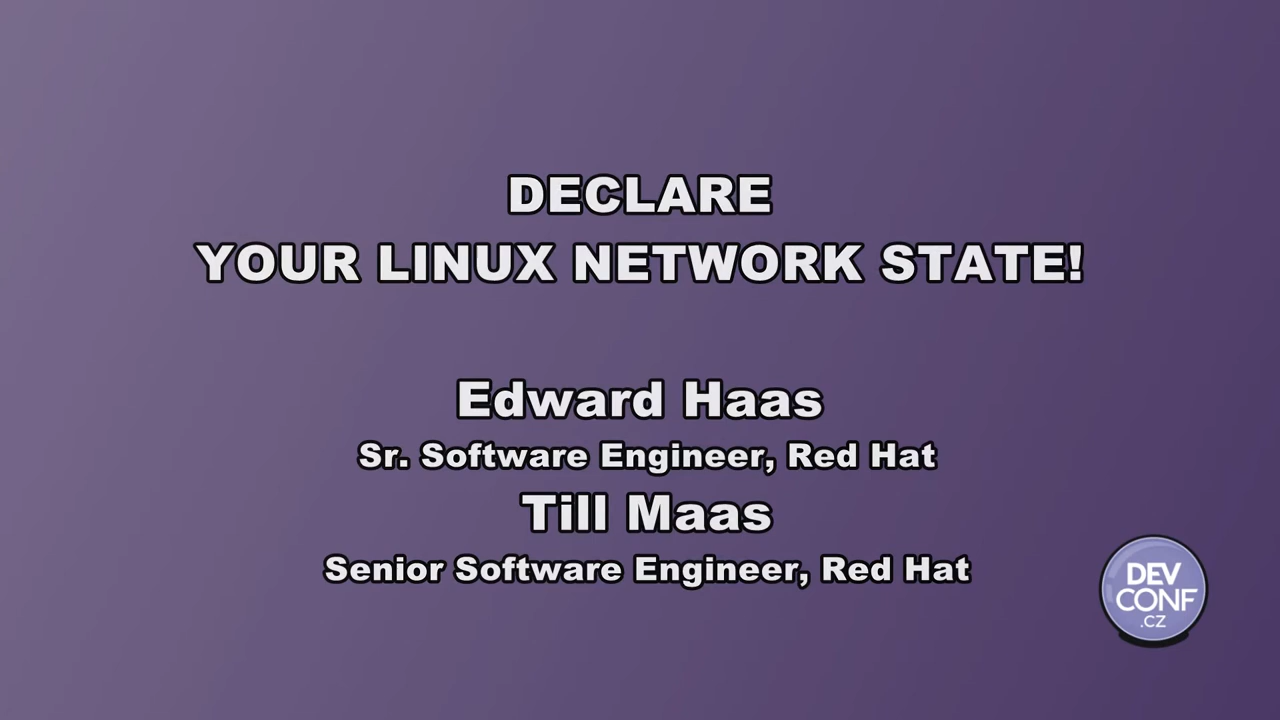 DECLARE
YOUR LINUX NETWORK STATE!
Edward Haas
Sr. Software Engineer, Red Hat
Till Maas
Senior Software Engineer, Red Hat
DEV
CONF
.CZ